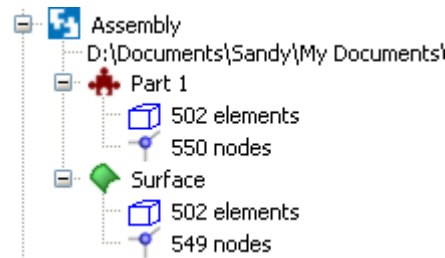 Assembly
D:\Documents\Sandy\My Documents\
Part 1
502 elements
550 nodes
Surface
502 elements
549 nodes